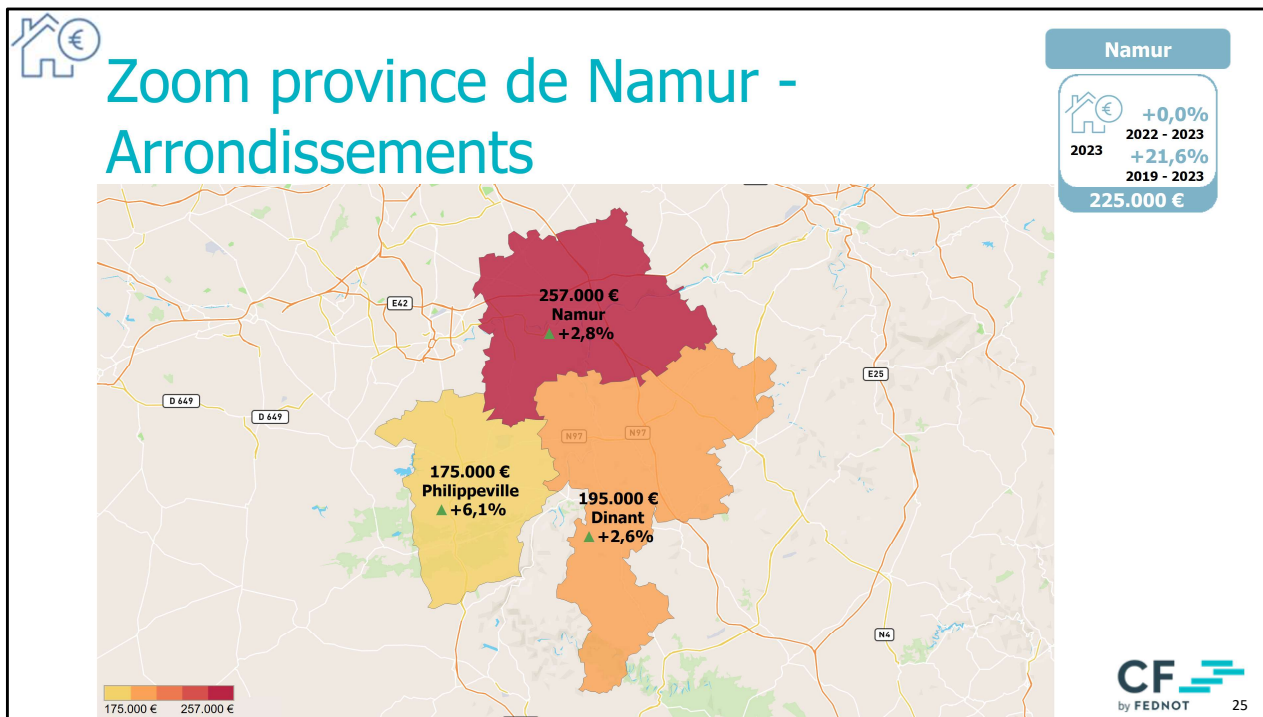 Zoom province de Namur -
Arrondissements
Namur
€
+0,0%
2022 - 2023
2023
+21,6%
2019 - 2023
225.000 €
257.000 €
Namur
▲ +2,8%
E42
E25
D 649
D 649
N97
N97
175.000 €
Philippeville
▲ +6,1%
195.000 €
Dinant
▲ +2,6%
N4
175.000 €
257.000 €
CF
by FEDNOT
25